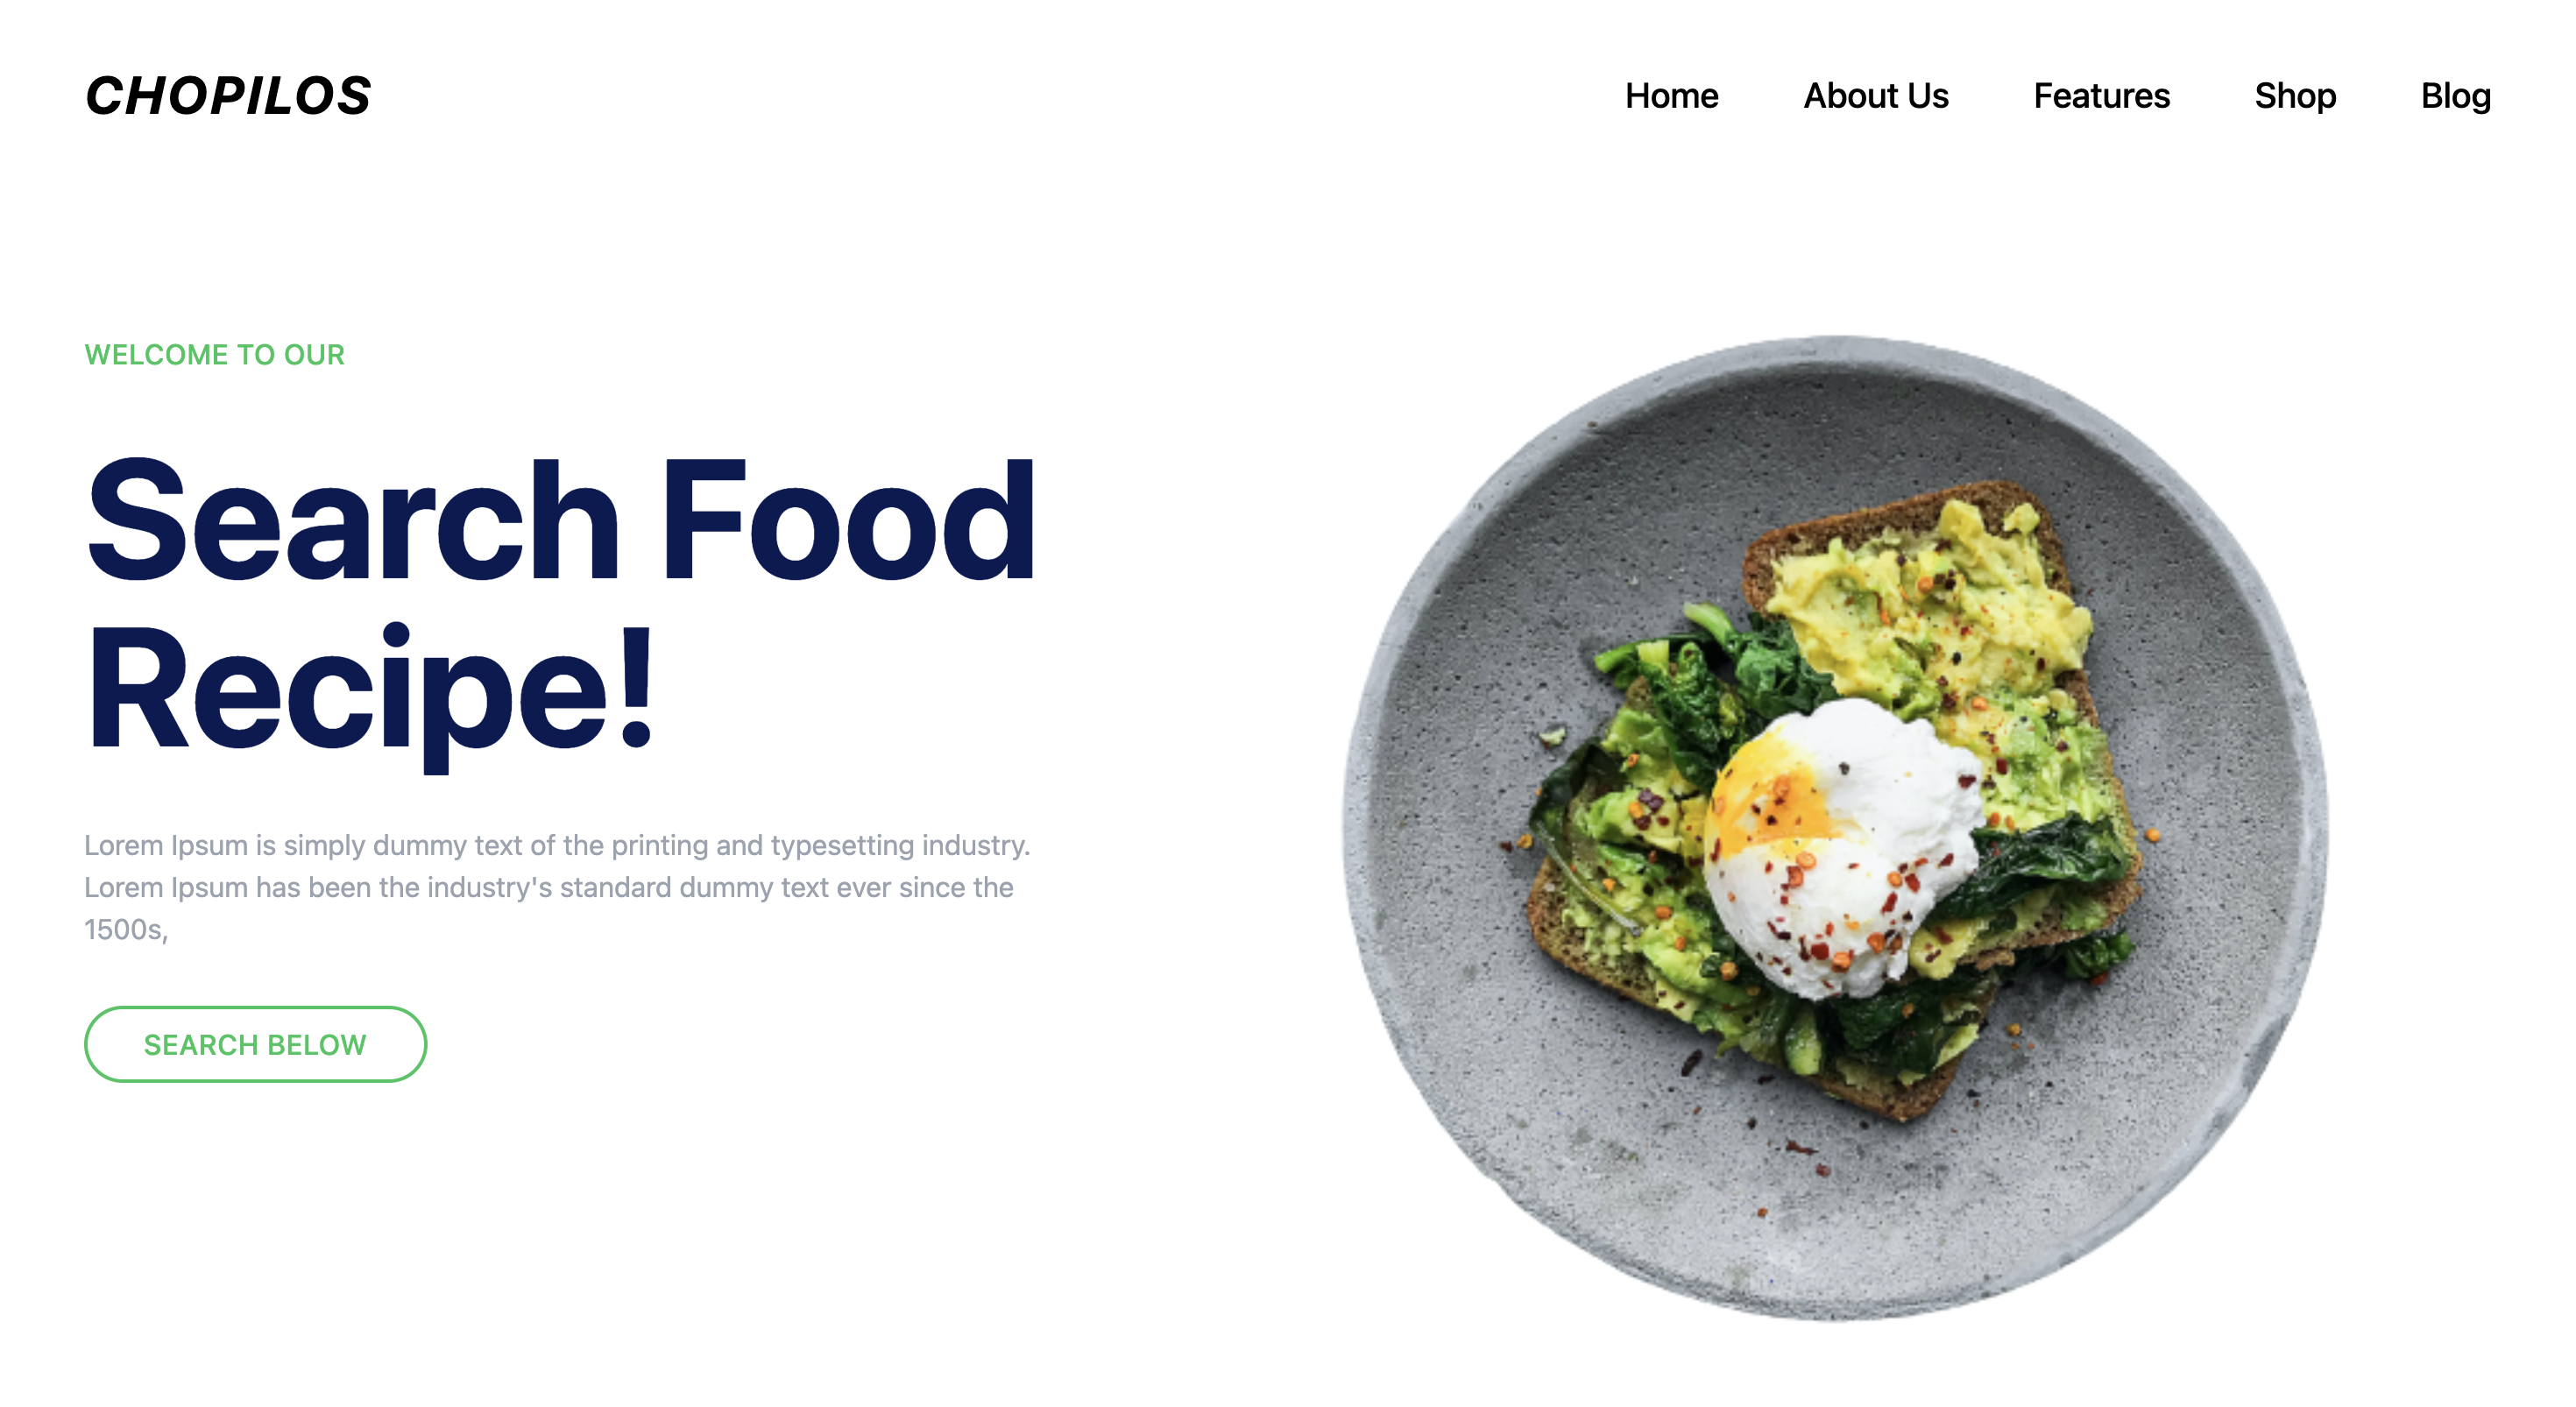 CHOPILOS
Home About Us Features Shop Blog
WELCOME TO OUR
Search Food
Recipe!
Lorem Ipsum is simply dummy text of the printing and typesetting industry.
Lorem Ipsum has been the industry's standard dummy text ever since the
1500s,
SEARCH BELOW